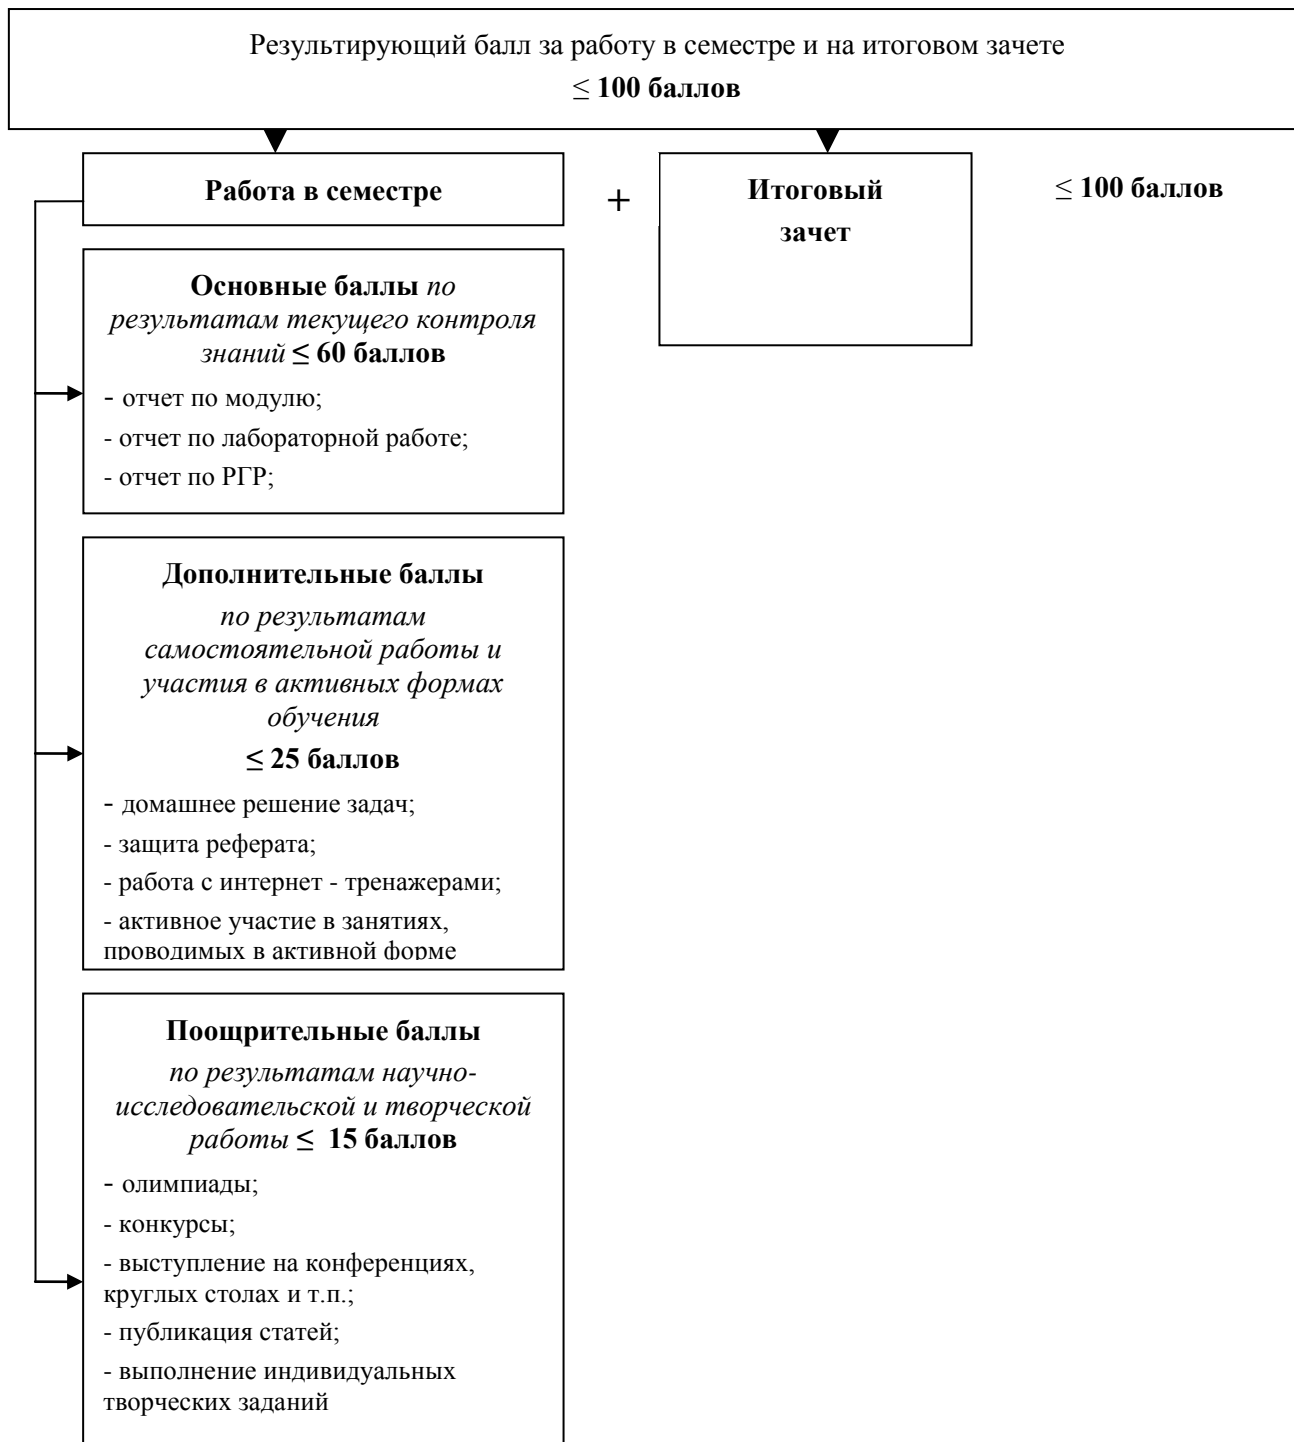 Результирующий балл за работу в семестре и на итоговом зачете
≤ 100 баллов
Работа в семестре
+
Итоговый
зачет
≤ 100 баллов
Основные баллы по
результатам текущего контроля
знаний ≤ 60 баллов
- отчет по модулю;
- отчет по лабораторной работе;
- отчет по РГР;
Дополнительные баллы
по результатам
самостоятельной работы и
участия в активных формах
обучения
≤ 25 баллов
- домашнее решение задач;
- защита реферата;
- работа с интернет - тренажерами;
- активное участие в занятиях,
проводимых в активной форме
Поощрительные баллы
по результатам научно-
исследовательской и творческой
работы ≤ 15 баллов
- олимпиады;
- конкурсы;
- выступление на конференциях,
круглых столах и т.п.;
- публикация статей;
- выполнение индивидуальных
творческих заданий